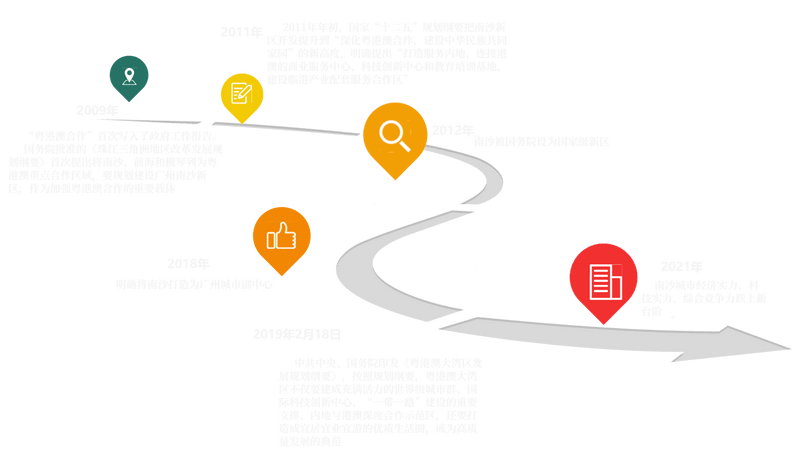 2009年
“粤港澳合作”首次写入了政府工作报告。
国务院批准的《珠江三角洲地区改革发展规
划纲要》首次提出将南沙、前海和横琴列为粤
港澳重点合作区域，要规划建设广州南沙新
区，作为加强粤港澳合作的重要载体
2011年
2011年年初，国家“十二五”规划纲要把南沙新
区开发提升到“深化粤港澳合作，建设中华民族共同
家园”的新高度，明确提出“打造服务内地、连接港
澳的商业服务中心、科技创新中心和教育培训基地，
建设临港产业配套服务合作区”
2012年
南沙被国务院批为国家级新区
2018年
明确将南沙打造为广州城市副中心
2019年2月18日
中共中央、国务院印发《粤港澳大湾区发
展规划纲要》，按照规划纲要，粤港澳大湾
区不仅要建成充满活力的世界级城市群、国
际科技创新中心、“一带一路”建设的重要
支撑、内地与港澳深度合作示范区，还要打
造成宜居宜业宜游的优质生活圈，成为高质
量发展的典范
2021年
南沙城市经济实力、科
技实力、综合竞争力跃上新
台阶 。